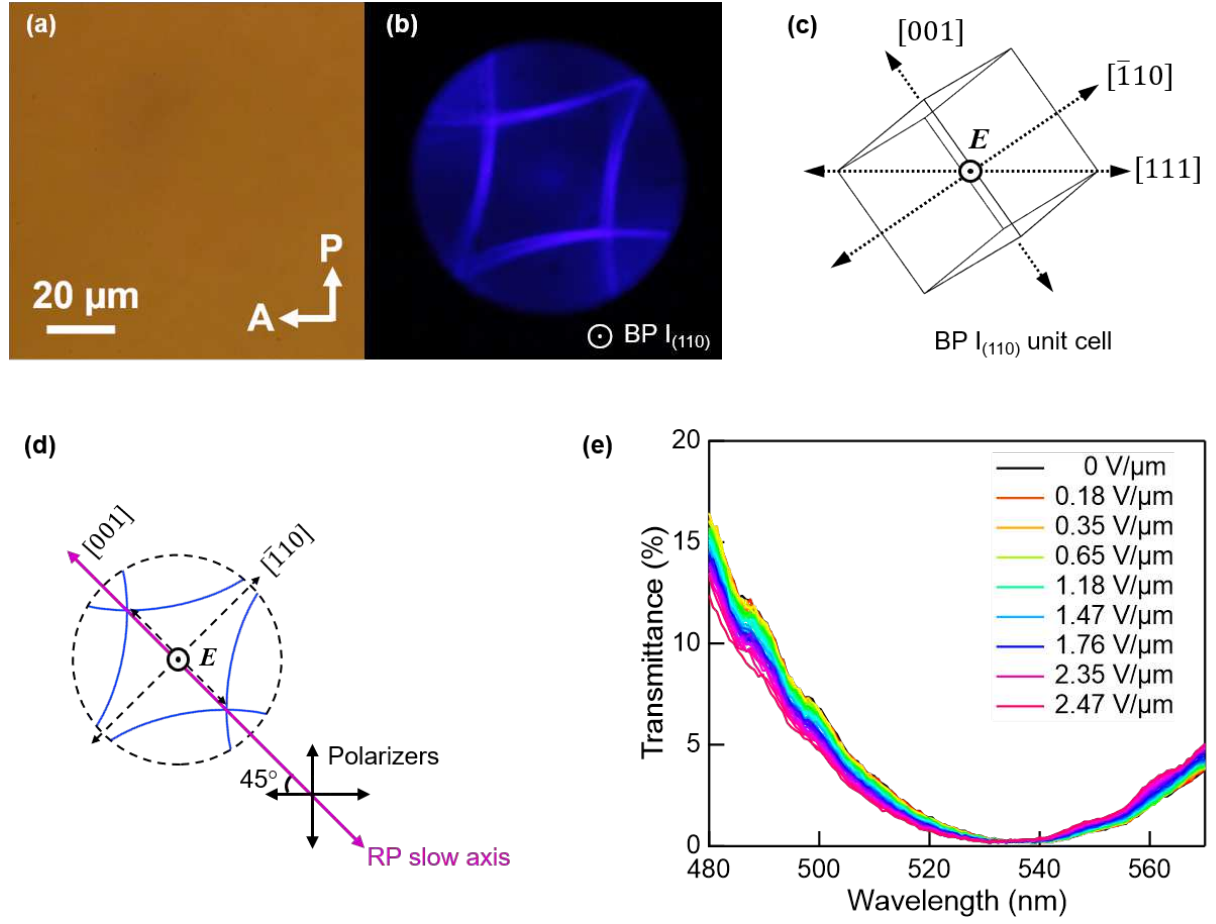 (a)
P
A
20 µm
(b)
⊙ BP I(110)
(c)
[001]
[1̄10]
E
[111]
BP I(110) unit cell
(d)
[001]
[1̄10]
E
Polarizers
45°
RP slow axis
(e)
Transmittance (%)
20
15
10
5
0
0 V/µm
0.18 V/µm
0.35 V/µm
0.65 V/µm
1.18 V/µm
1.47 V/µm
1.76 V/µm
2.35 V/µm
2.47 V/µm
480 500 520 540 560
Wavelength (nm)